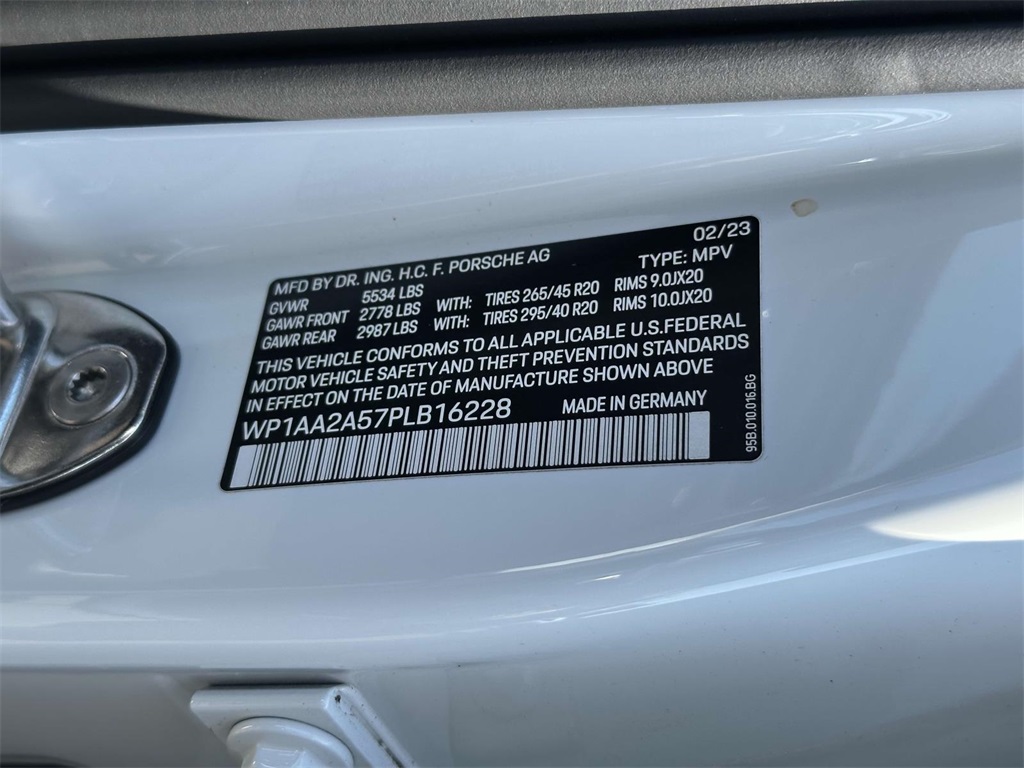 02/23
MFD BY DR. ING. H.C. F. PORSCHE AG TYPE: MPV
GVWR 5534 LBS
GAWR FRONT 2778 LBS WITH: TIRES 265/45 R20 RIMS 9.0JX20
GAWR REAR 2987 LBS WITH: TIRES 295/40 R20 RIMS 10.0JX20
THIS VEHICLE CONFORMS TO ALL APPLICABLE U.S.FEDERAL
MOTOR VEHICLE SAFETY AND THEFT PREVENTION STANDARDS
IN EFFECT ON THE DATE OF MANUFACTURE SHOWN ABOVE
WP1AA2A57PLB16228 MADE IN GERMANY
95B.010.016.BG